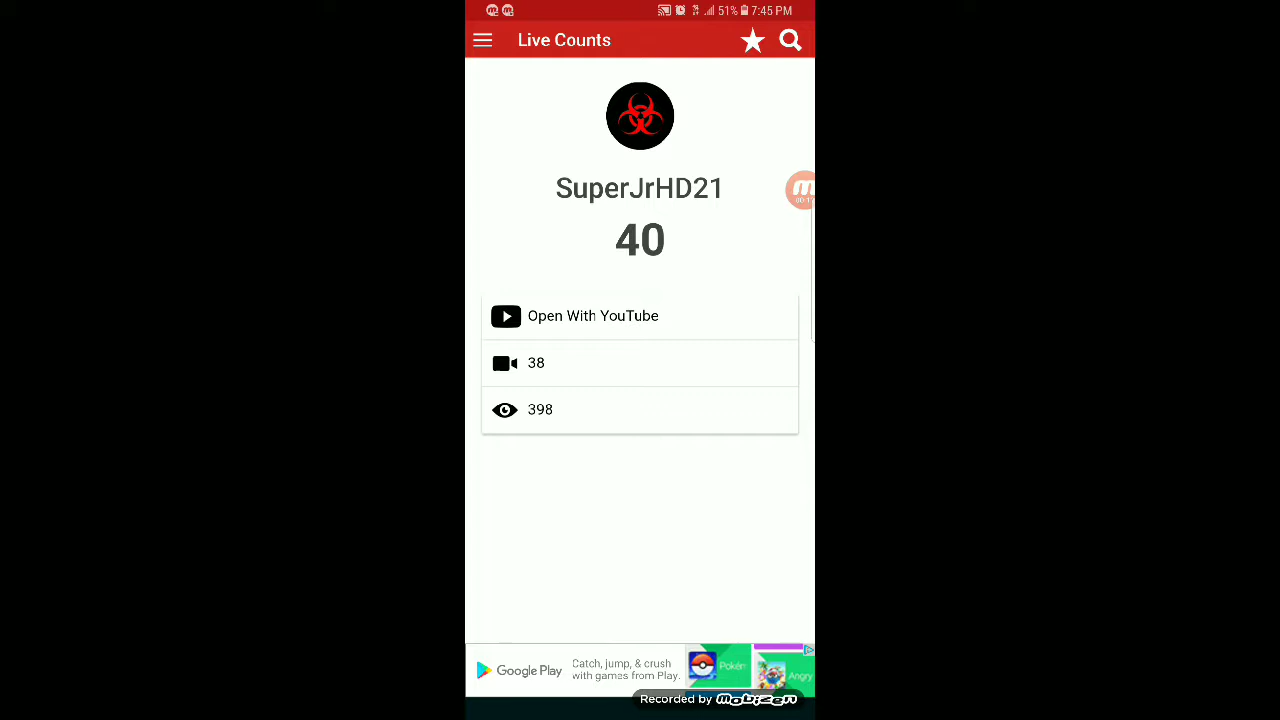 51% 7:45 PM
Live Counts
SuperJrHD21
40
Open With YouTube
38
398
Google Play
Catch, jump, & crush
with games from Play.
Angry
Recorded by Mobizen